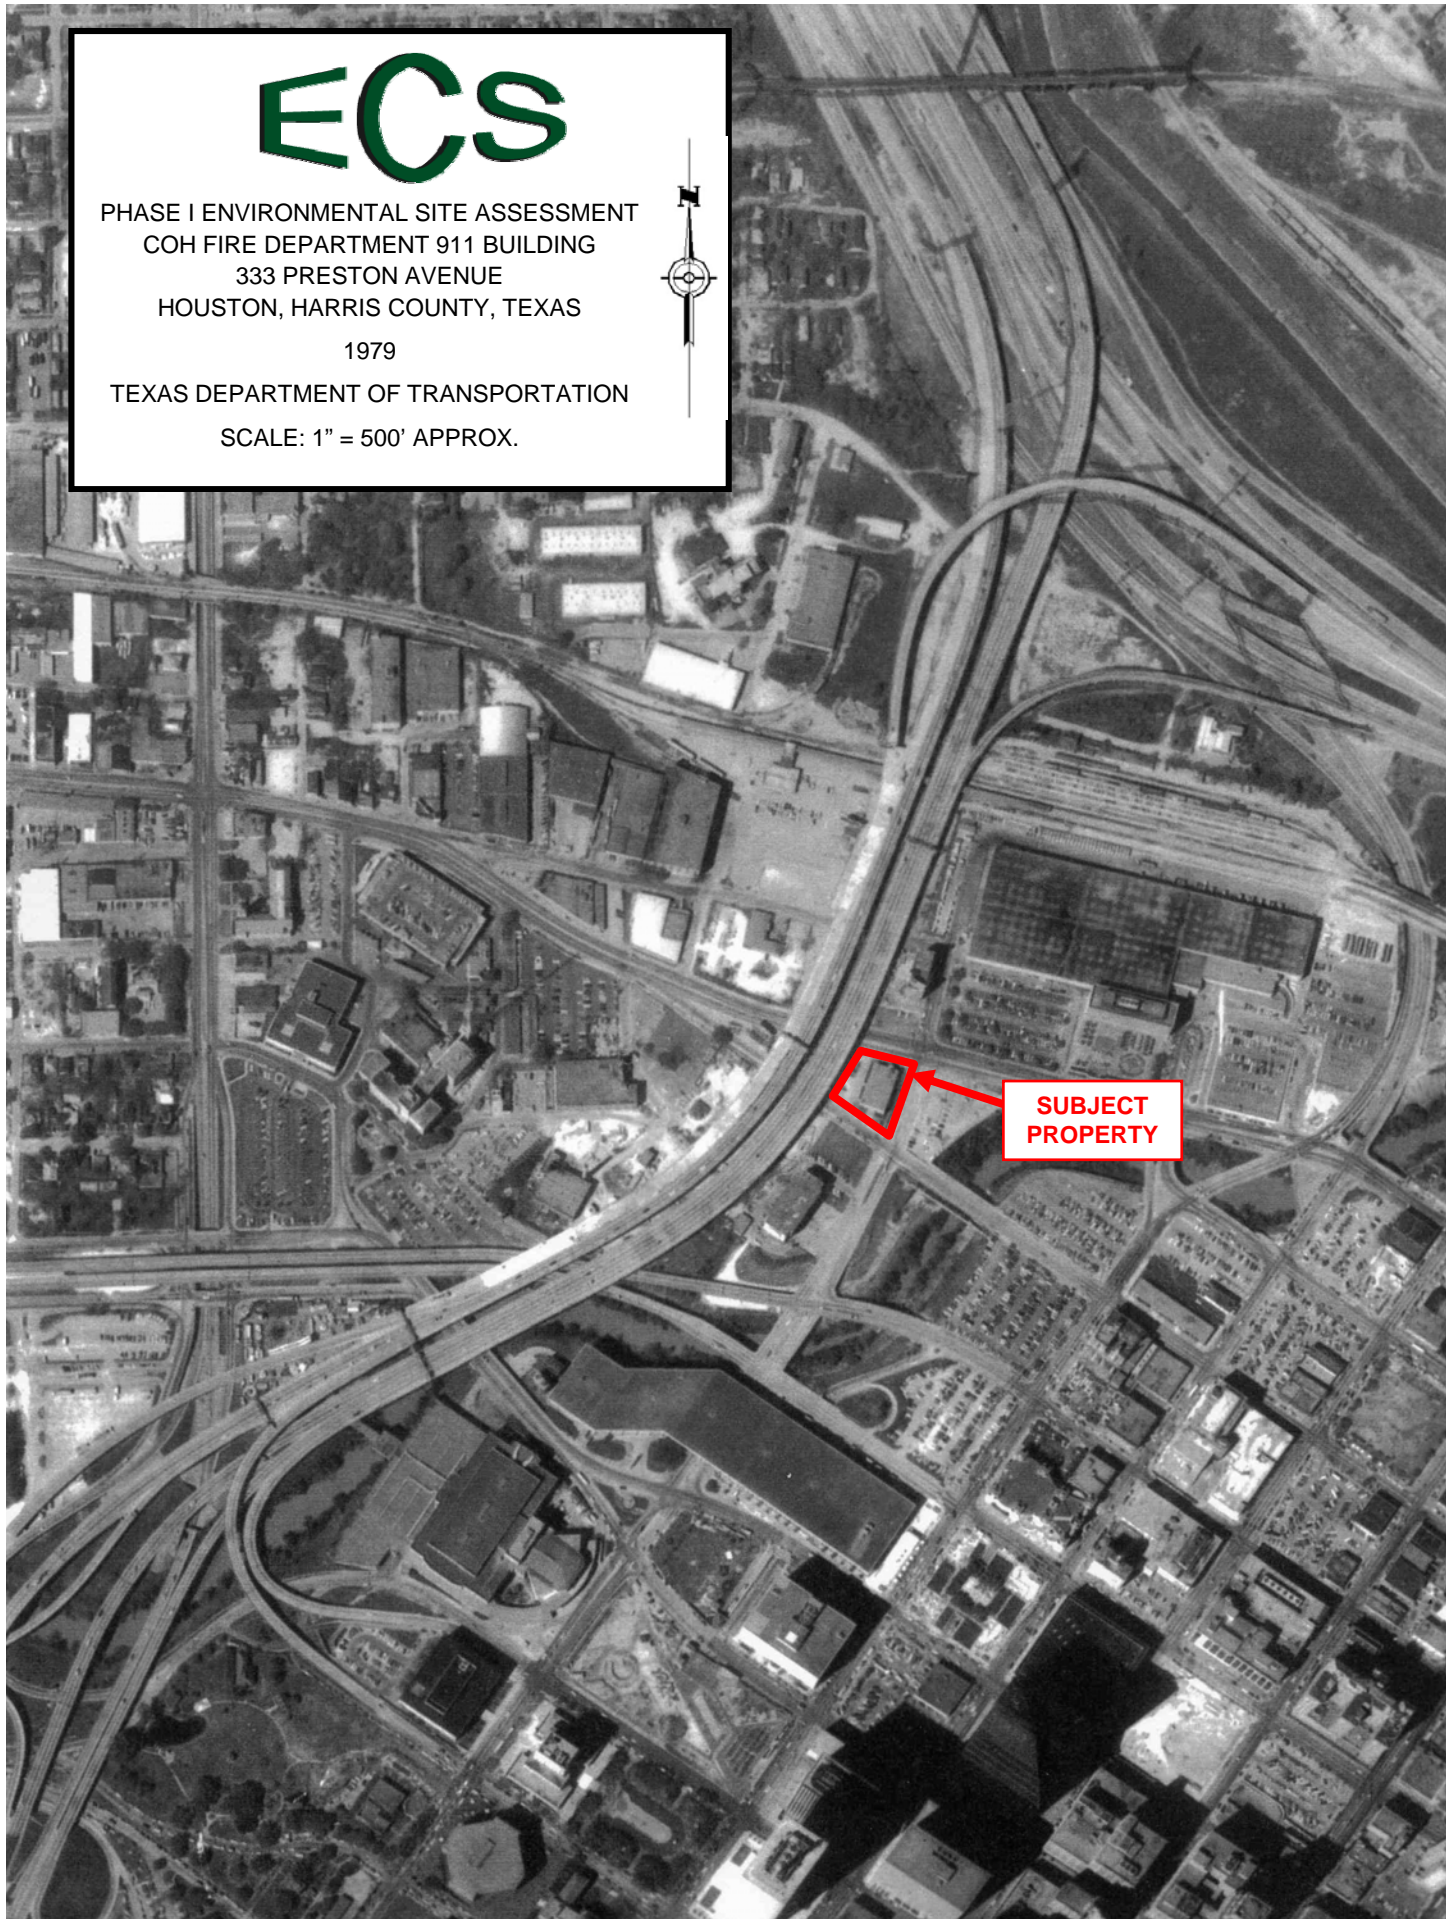 ECS
PHASE I ENVIRONMENTAL SITE ASSESSMENT
COH FIRE DEPARTMENT 911 BUILDING
333 PRESTON AVENUE
HOUSTON, HARRIS COUNTY, TEXAS
1979
TEXAS DEPARTMENT OF TRANSPORTATION
SCALE: 1” = 500’ APPROX.
N
SUBJECT
PROPERTY